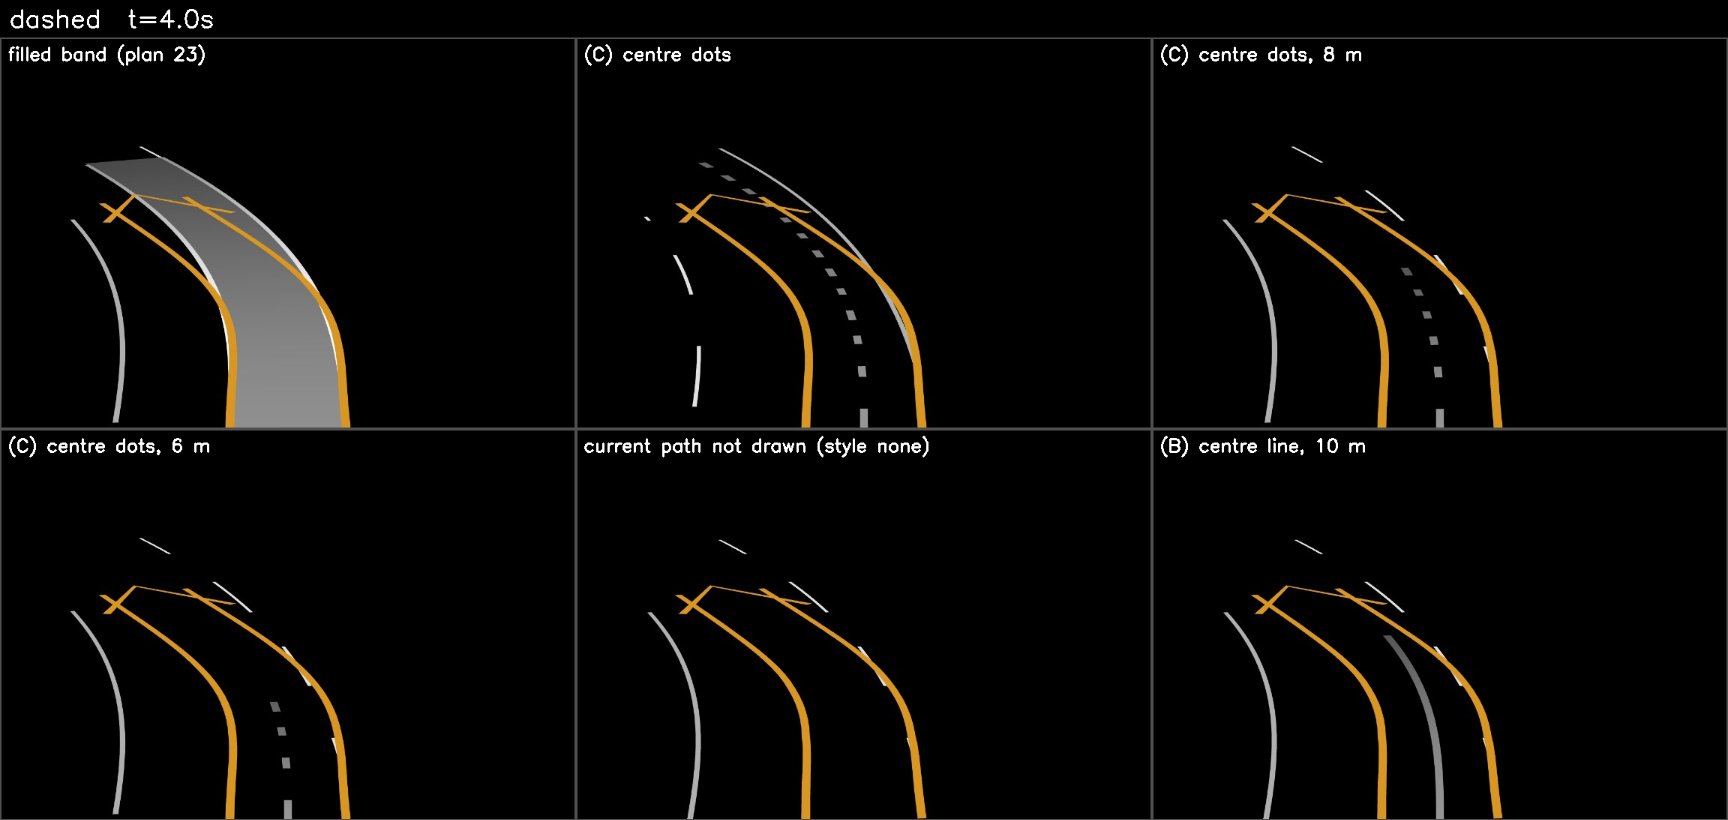 dashed t=4.0s
filled band (plan 23)
(C) centre dots
(C) centre dots, 8 m
(C) centre dots, 6 m
current path not drawn (style none)
(B) centre line, 10 m